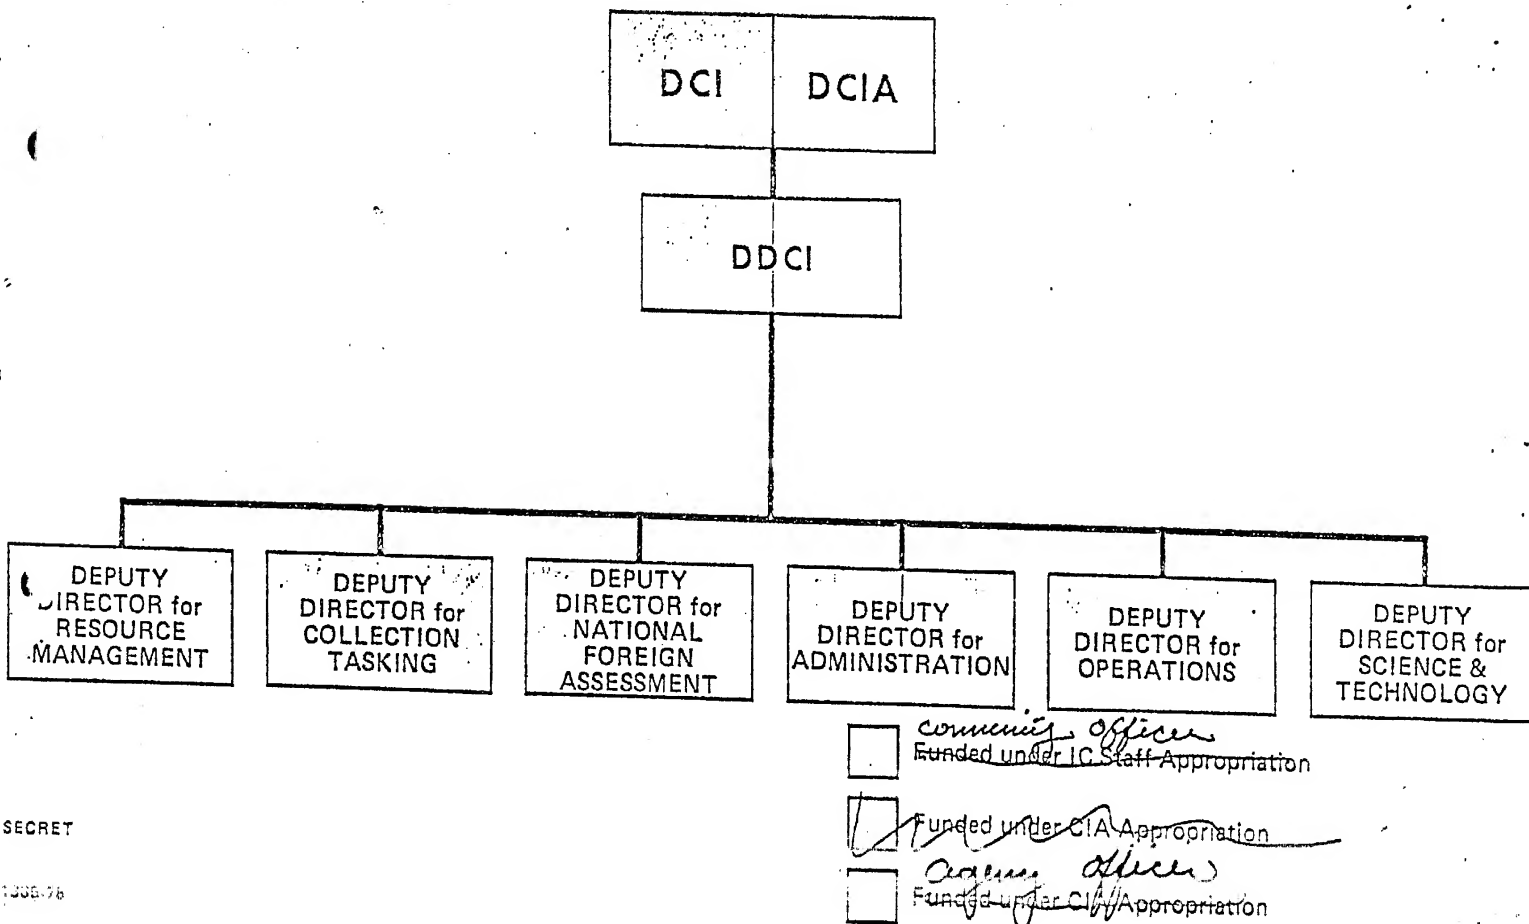 DCI
DCIA
DDCI
DEPUTY
DIRECTOR for
RESOURCE
MANAGEMENT
DEPUTY
DIRECTOR for
COLLECTION
TASKING
DEPUTY
DIRECTOR for
NATIONAL
FOREIGN
ASSESSMENT
DEPUTY
DIRECTOR for
ADMINISTRATION
DEPUTY
DIRECTOR for
OPERATIONS
DEPUTY
DIRECTOR for
SCIENCE &
TECHNOLOGY
Officer
Funded under IC Staff Appropriation
Funded under CIA Appropriation
Officer
Funded under CIA Appropriation
SECRET